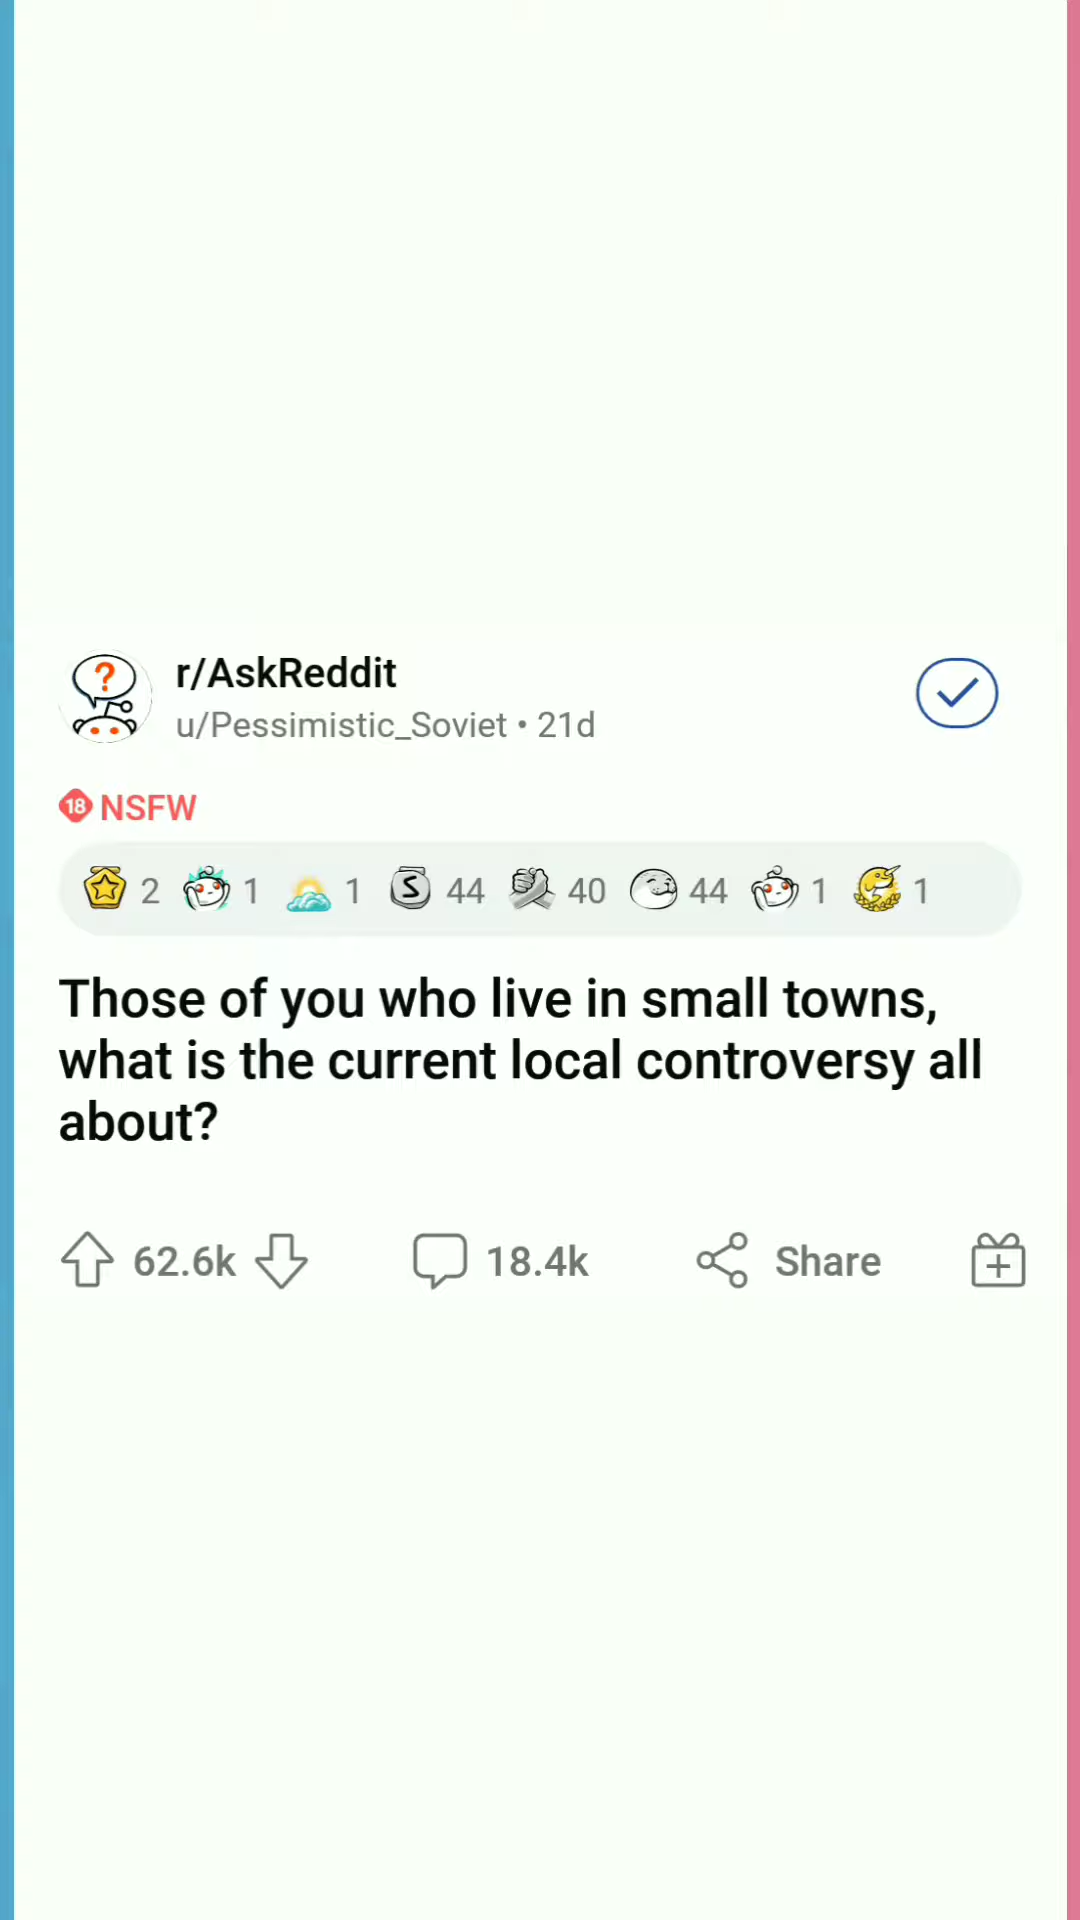 ?
r/AskReddit
u/Pessimistic_Soviet • 21d
18 NSFW
2 1 1 S 44 40 44 1 1
Those of you who live in small towns,
what is the current local controversy all
about?
62.6k 18.4k Share